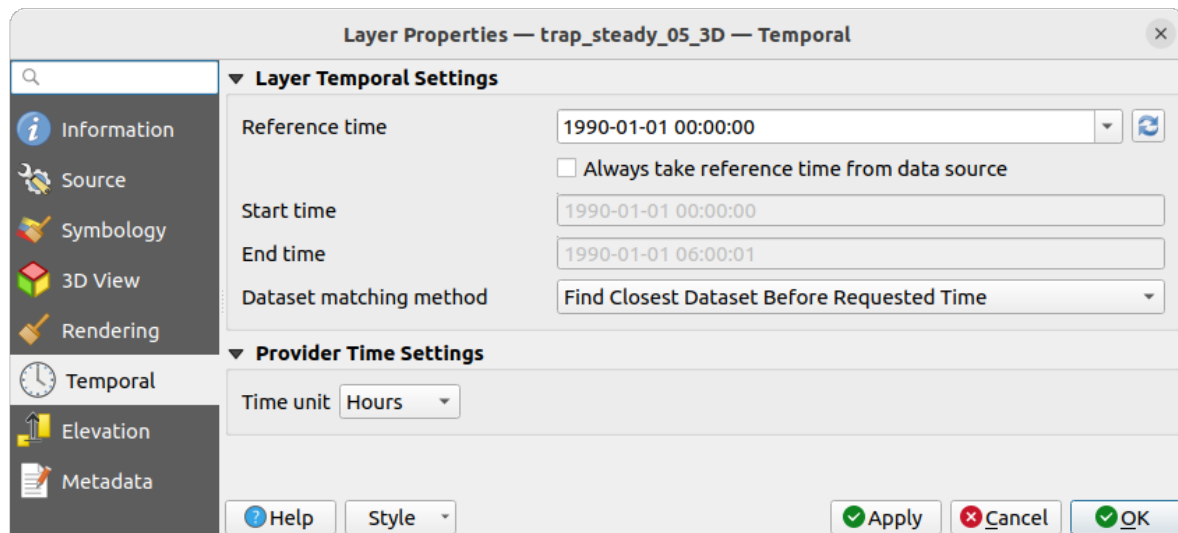 Layer Properties — trap_steady_05_3D — Temporal
Information
Source
Symbology
3D View
Rendering
Temporal
Elevation
Metadata
Layer Temporal Settings
Reference time 1990-01-01 00:00:00
Always take reference time from data source
Start time 1990-01-01 00:00:00
End time 1990-01-01 06:00:01
Dataset matching method Find Closest Dataset Before Requested Time
Provider Time Settings
Time unit Hours
Help Style Apply Cancel OK